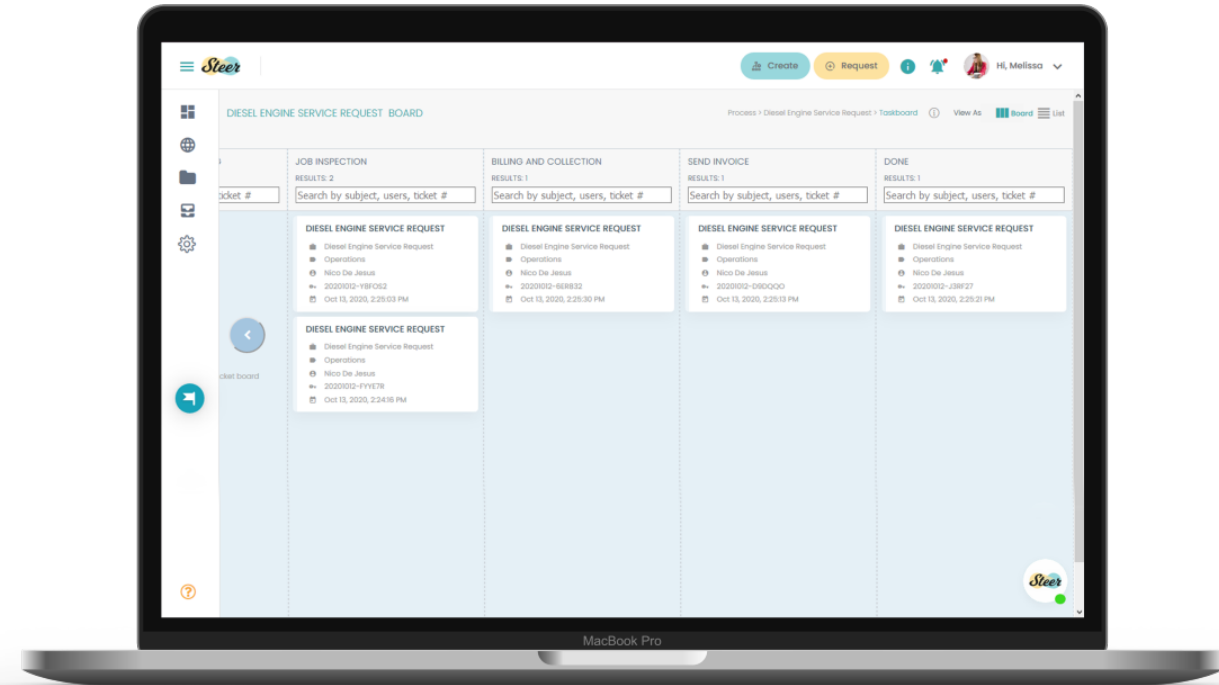 Steer
Create
Request
Hi, Melissa
DIESEL ENGINE SERVICE REQUEST BOARD
Process > Diesel Engine Service Request > Taskboard
View As
Board
List
JOB INSPECTION
RESULTS: 2
Search by subject, users, ticket #
BILLING AND COLLECTION
RESULTS: 1
Search by subject, users, ticket #
SEND INVOICE
RESULTS: 1
Search by subject, users, ticket #
DONE
RESULTS: 1
Search by subject, users, ticket #
ticket #
DIESEL ENGINE SERVICE REQUEST
Diesel Engine Service Request
Operations
Nico De Jesus
Oct 13, 2020, 2:25:03 PM
DIESEL ENGINE SERVICE REQUEST
Diesel Engine Service Request
Operations
Nico De Jesus
20201012-FYYE7R
Oct 13, 2020, 2:24:16 PM
DIESEL ENGINE SERVICE REQUEST
Diesel Engine Service Request
Operations
Nico De Jesus
20201012-6ER832
Oct 13, 2020, 2:25:30 PM
DIESEL ENGINE SERVICE REQUEST
Diesel Engine Service Request
Operations
Nico De Jesus
Oct 13, 2020, 2:25:13 PM
DIESEL ENGINE SERVICE REQUEST
Diesel Engine Service Request
Operations
Nico De Jesus
20201012-J3RF27
Oct 13, 2020, 2:25:21 PM
cket board
Steer
MacBook Pro